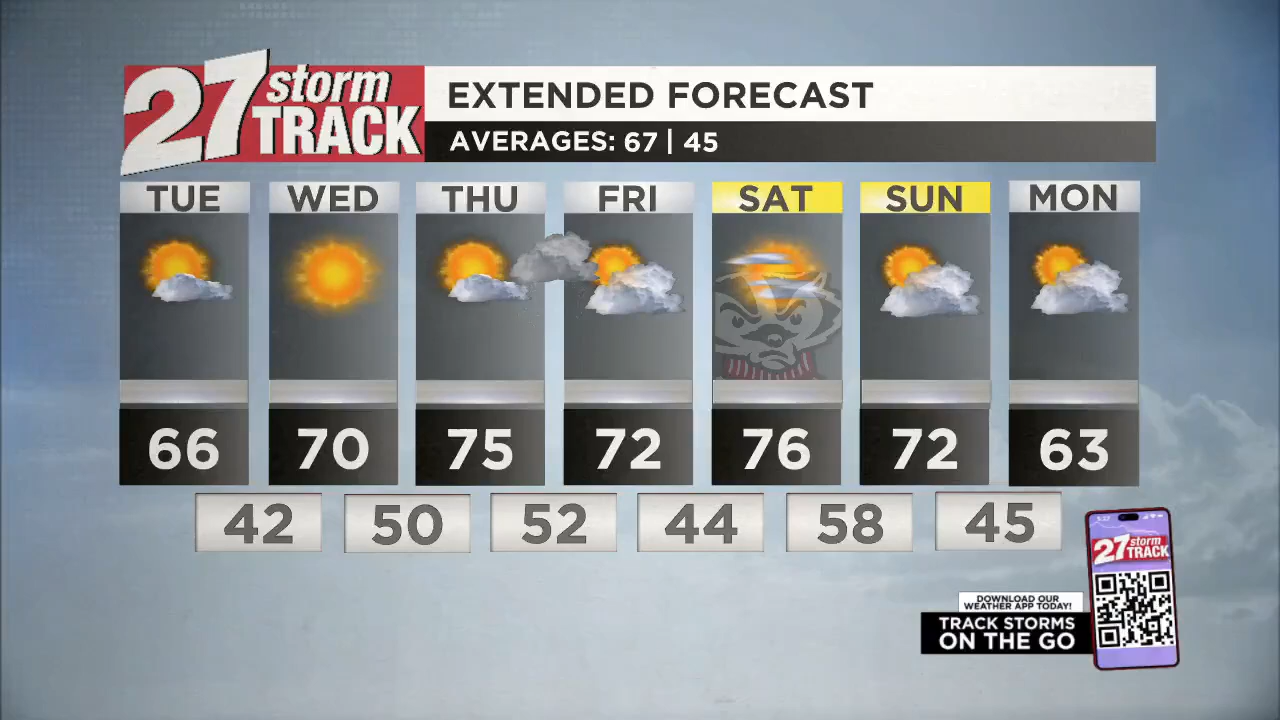 27 storm TRACK
EXTENDED FORECAST
AVERAGES: 67 | 45
TUE WED THU FRI SAT SUN MON
66 70 75 72 76 72 63
42 50 52 44 58 45
5:27
27 storm TRACK
DOWNLOAD OUR
WEATHER APP TODAY!
TRACK STORMS
ON THE GO